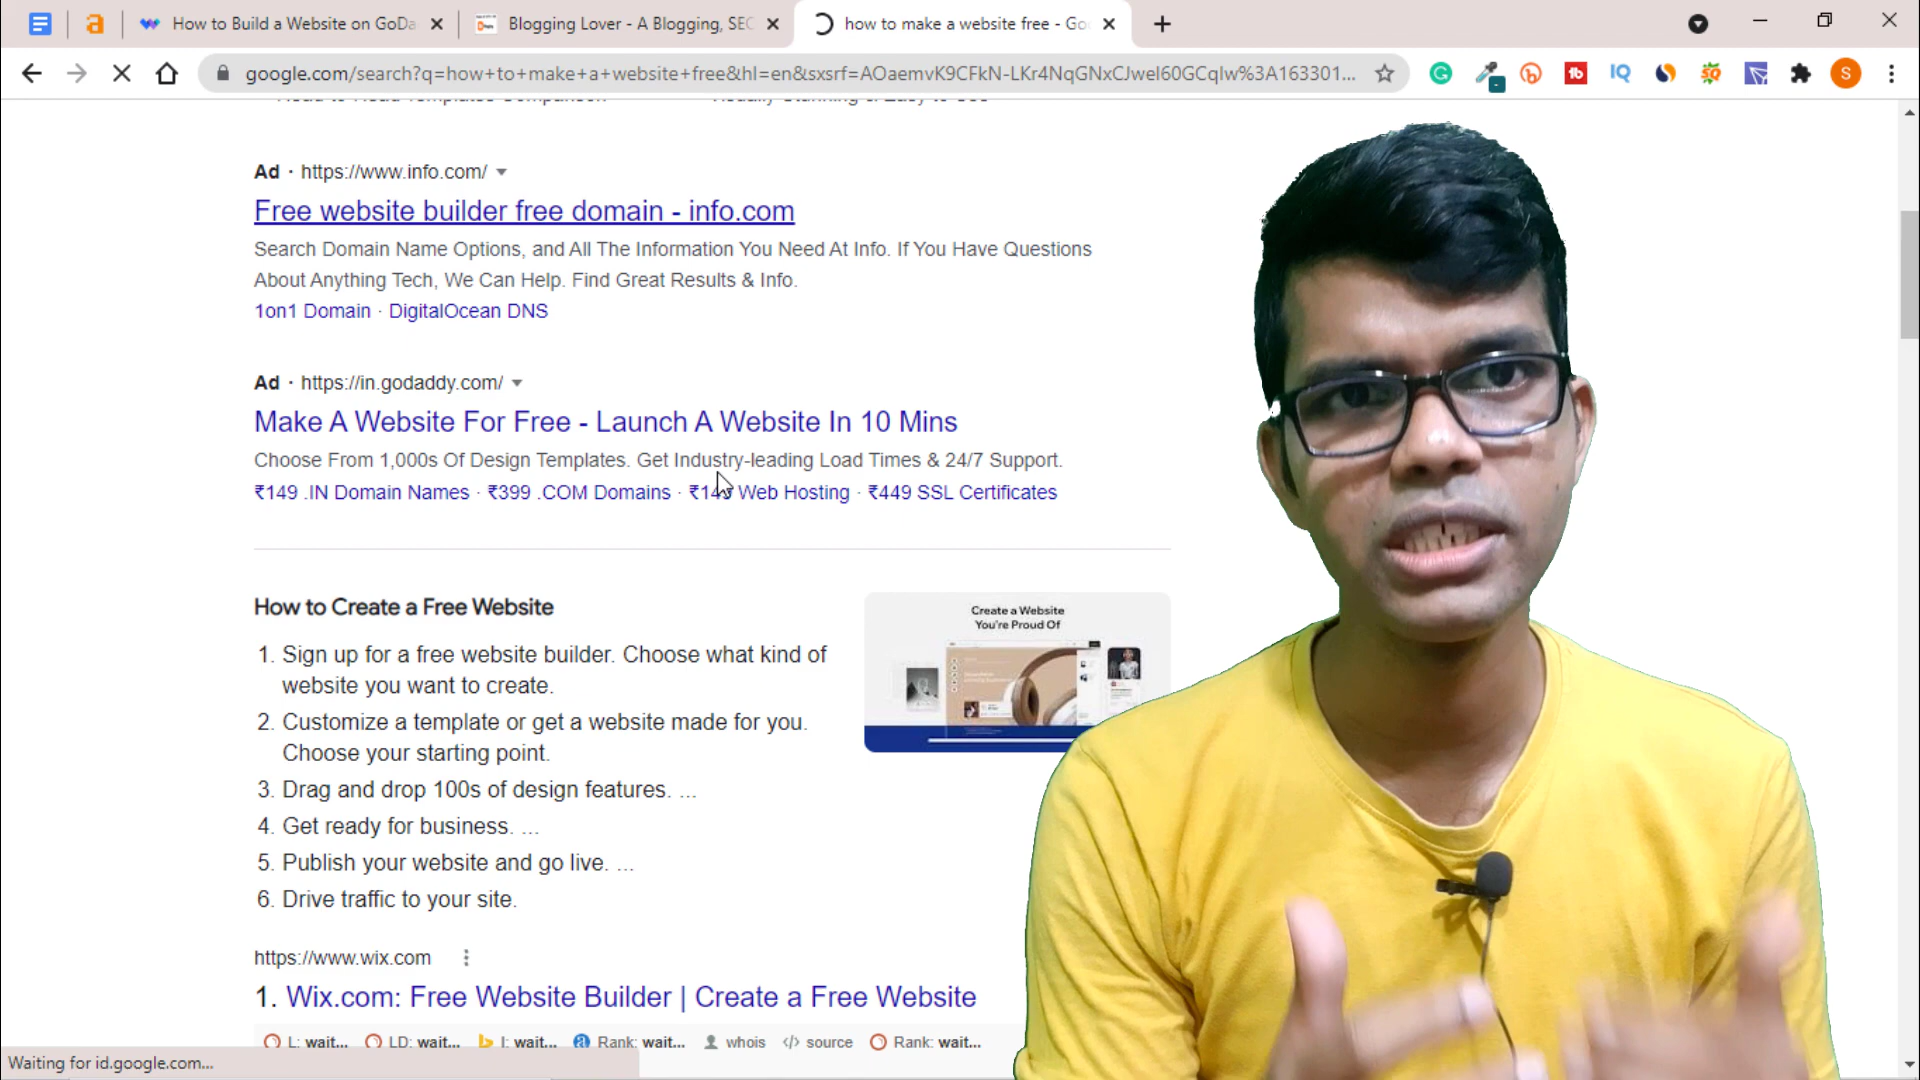 How to Build a Website on GoDa
Blogging Lover - A Blogging, SEC
how to make a website free - Go
google.com/search?q=how+to+make+a+website+free&hl=en&sxsrf=AOaemvK9CFkN-LKr4NqGNxCJwel60GCqIw%3A163301...
Ad · https://www.info.com/
Free website builder free domain - info.com
Search Domain Name Options, and All The Information You Need At Info. If You Have Questions
About Anything Tech, We Can Help. Find Great Results & Info.
1on1 Domain · DigitalOcean DNS
Ad · https://in.godaddy.com/
Make A Website For Free - Launch A Website In 10 Mins
Choose From 1,000s Of Design Templates. Get Industry-leading Load Times & 24/7 Support.
₹149 .IN Domain Names · ₹399 .COM Domains · Web Hosting · ₹449 SSL Certificates
How to Create a Free Website
1. Sign up for a free website builder. Choose what kind of
website you want to create.
2. Customize a template or get a website made for you.
Choose your starting point.
3. Drag and drop 100s of design features. ...
4. Get ready for business. ...
5. Publish your website and go live. ...
6. Drive traffic to your site.
Create a Website
You're Proud Of
https://www.wix.com
1. Wix.com: Free Website Builder | Create a Free Website
L: wait... LD: wait... I: wait... Rank: wait... whois </> source Rank: wait...
Waiting for id.google.com...